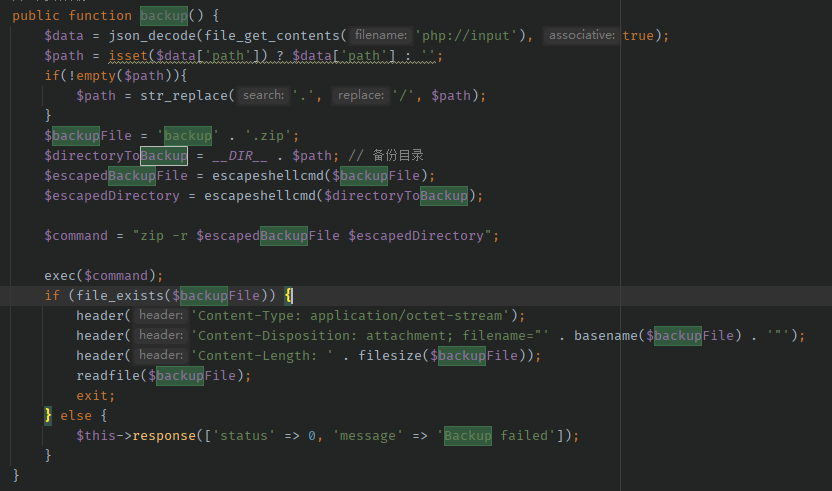 public function backup() {
$data = json_decode(file_get_contents( filename: 'php://input'), associative: true);
$path = isset($data['path']) ? $data['path'] : '';
if(!empty($path)){
$path = str_replace( search: '.', replace: '/', $path);
}
$backupFile = 'backup' . '.zip';
$directoryToBackup = __DIR__ . $path; // 备份目录
$escapedBackupFile = escapeshellcmd($backupFile);
$escapedDirectory = escapeshellcmd($directoryToBackup);
$command = "zip -r $escapedBackupFile $escapedDirectory";
exec($command);
if (file_exists($backupFile)) {
header( header: 'Content-Type: application/octet-stream');
header( header: 'Content-Disposition: attachment; filename="' . basename($backupFile) . '"');
header( header: 'Content-Length: ' . filesize($backupFile));
readfile($backupFile);
exit;
} else {
$this->response(['status' => 0, 'message' => 'Backup failed']);
}
}